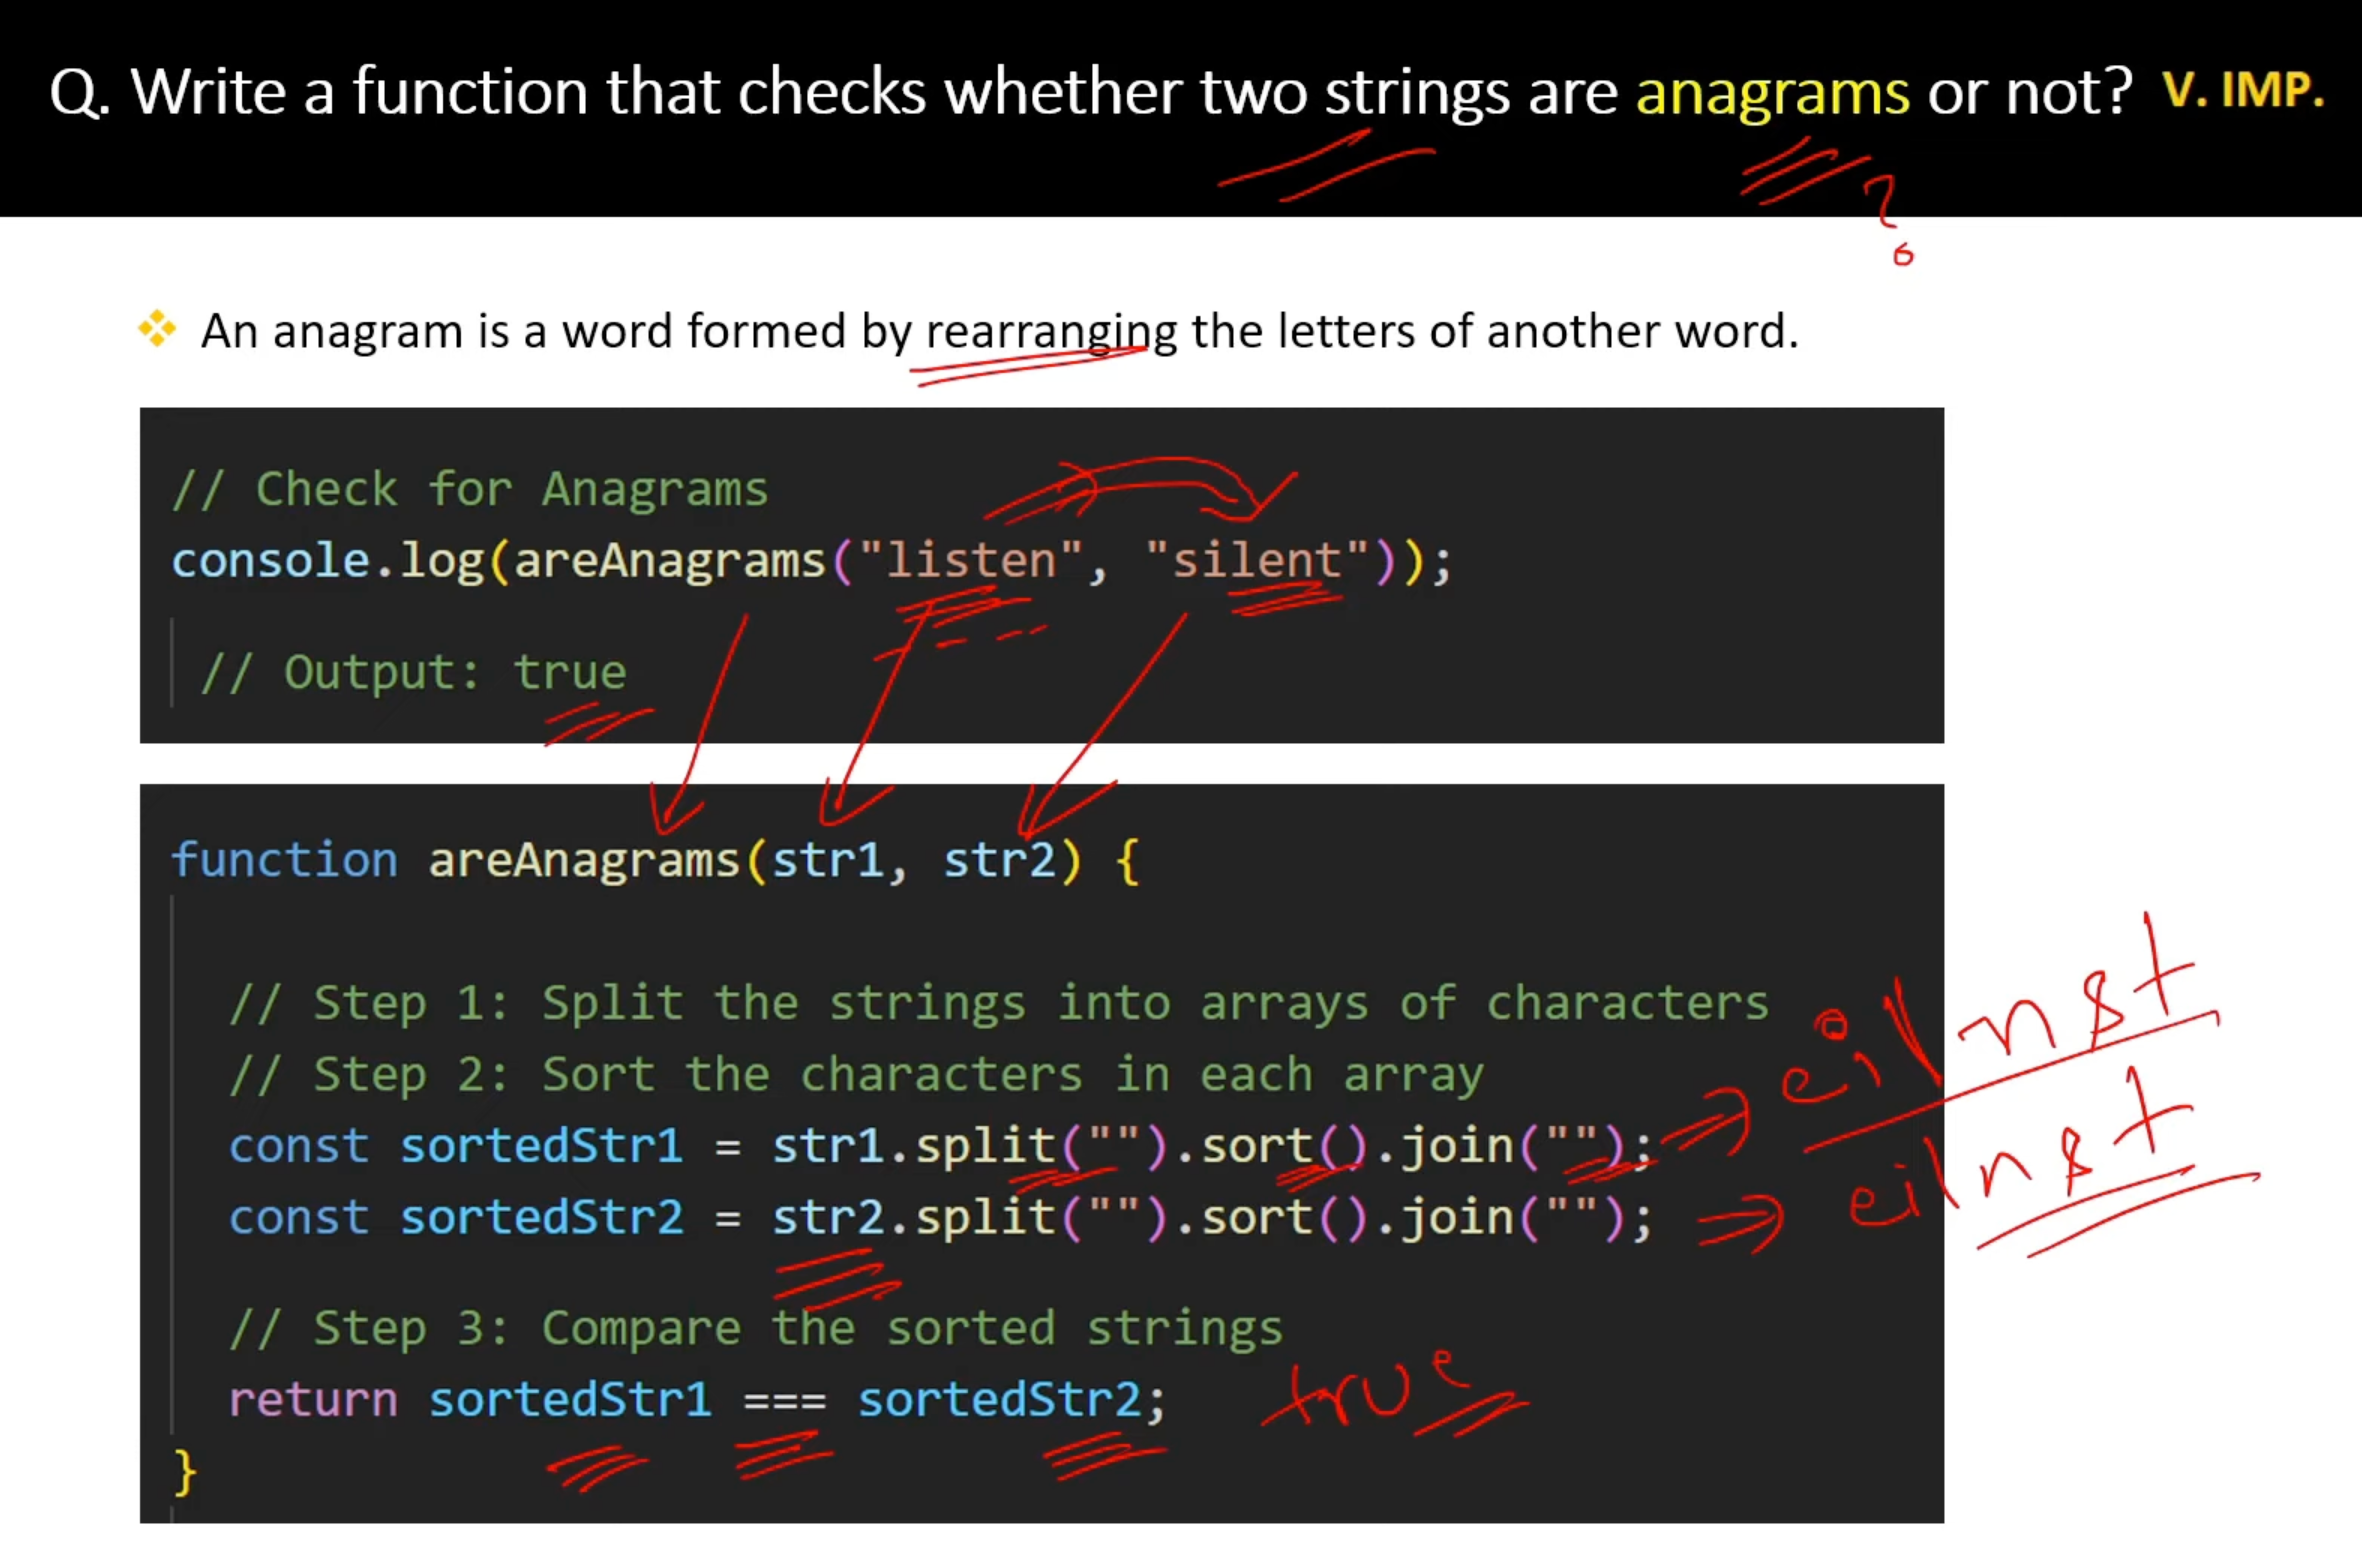 Q. Write a function that checks whether two strings are anagrams or not? V. IMP.
?
❖ An anagram is a word formed by rearranging the letters of another word.
// Check for Anagrams
console.log(areAnagrams("listen", "silent"));
// Output: true
function areAnagrams(str1, str2) {
// Step 1: Split the strings into arrays of characters
// Step 2: Sort the characters in each array
const sortedStr1 = str1.split("").sort().join(""); ⇒ eilnst
const sortedStr2 = str2.split("").sort().join(""); ⇒ eilnst
// Step 3: Compare the sorted strings
return sortedStr1 === sortedStr2; true
}